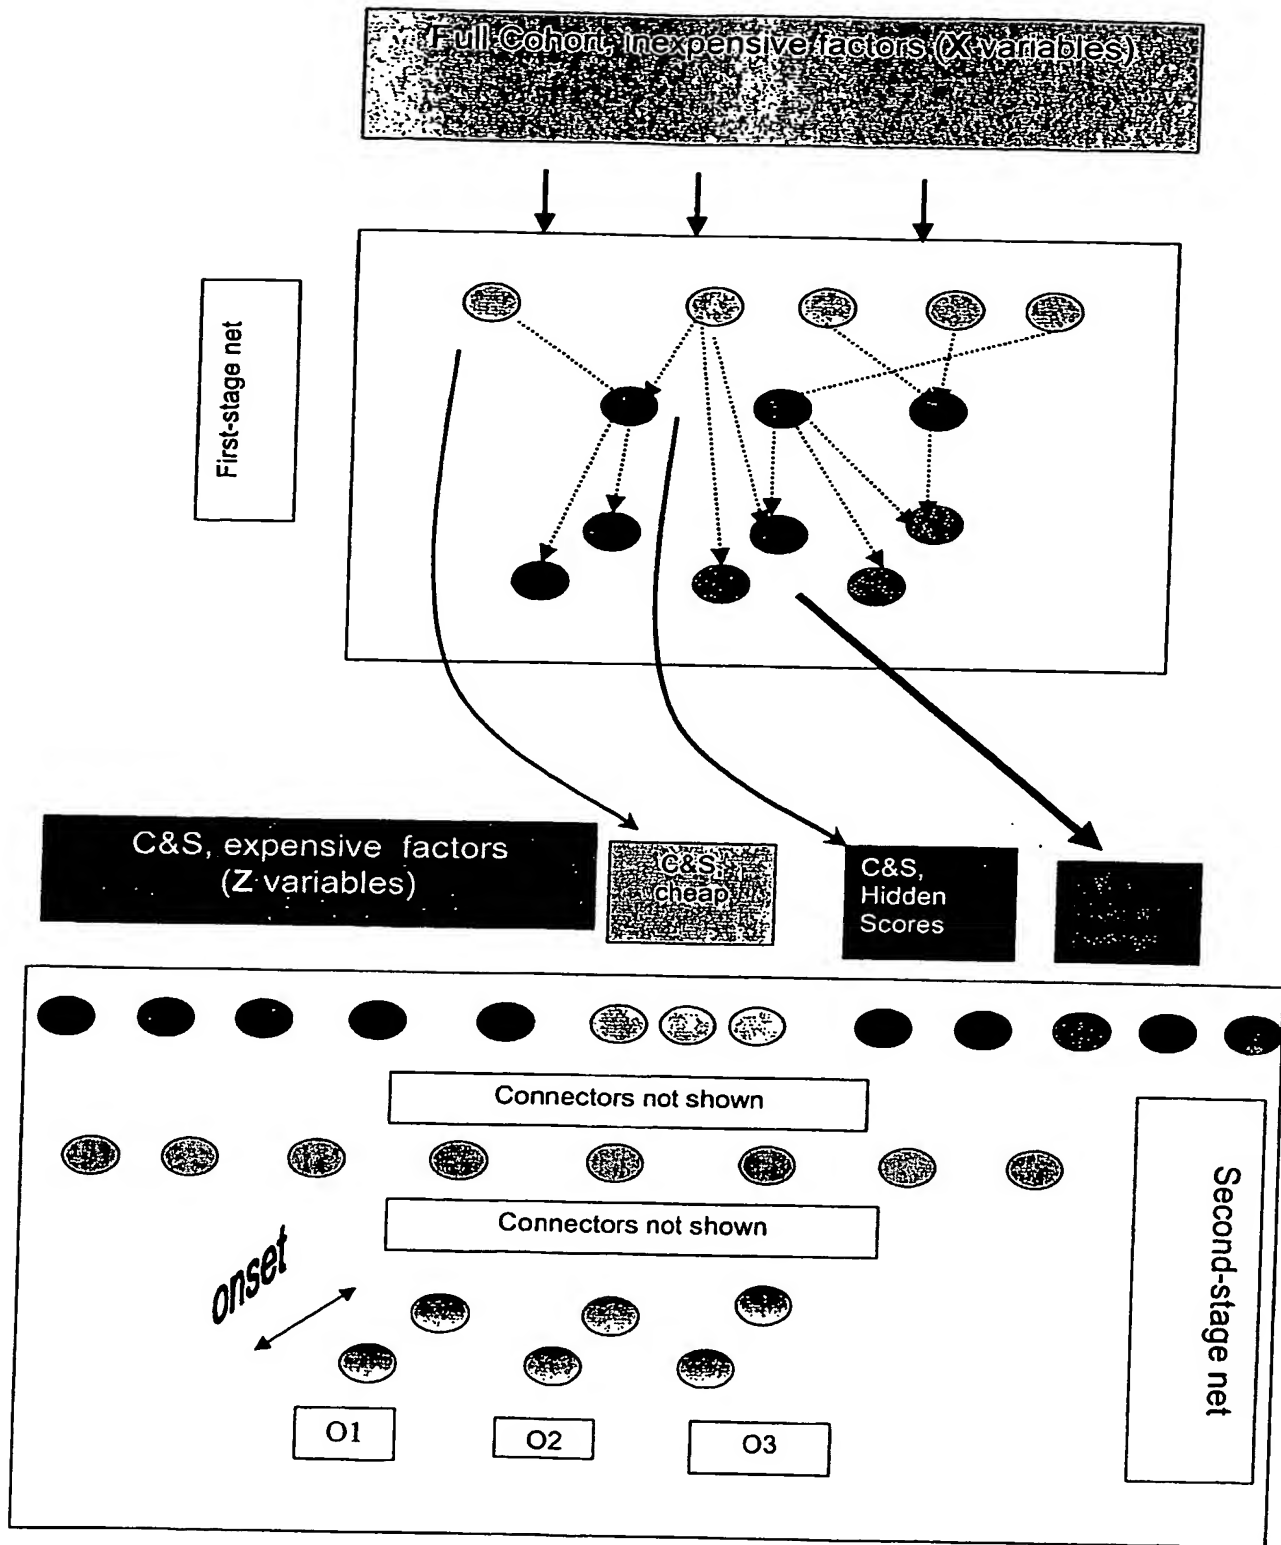 Full Cohort, inexpensive factors (X variables)
First-stage net
C&S, expensive factors
(Z variables)
C&S,
cheap
C&S,
Hidden
Scores
Connectors not shown
Connectors not shown
onset
Second-stage net
O1
O2
O3